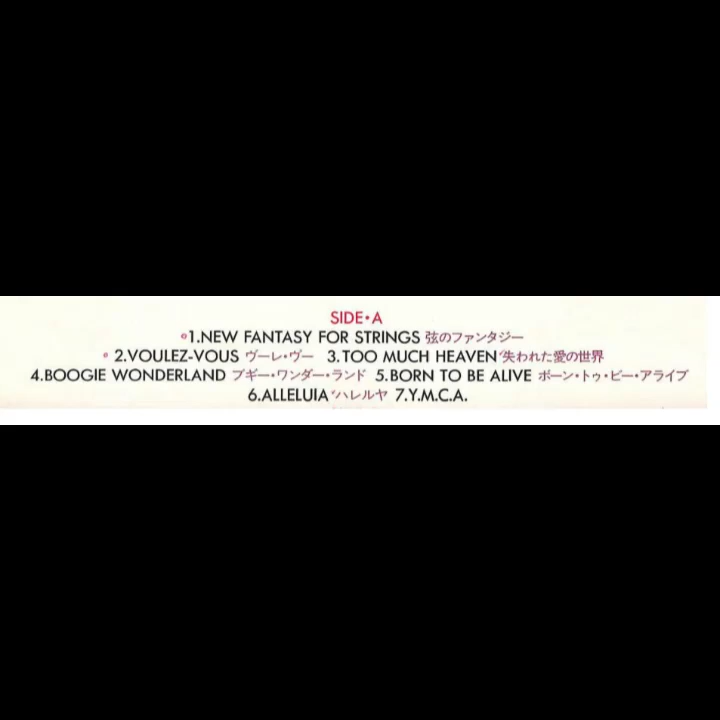 SIDE・A
1.NEW FANTASY FOR STRINGS 弦のファンタジー
2.VOULEZ-VOUS ヴーレ・ヴー 3.TOO MUCH HEAVEN 失われた愛の世界
4.BOOGIE WONDERLAND ブギー・ワンダー・ランド 5.BORN TO BE ALIVE ボーン・トゥ・ビー・アライブ
6.ALLELUIA ハレルヤ 7.Y.M.C.A.